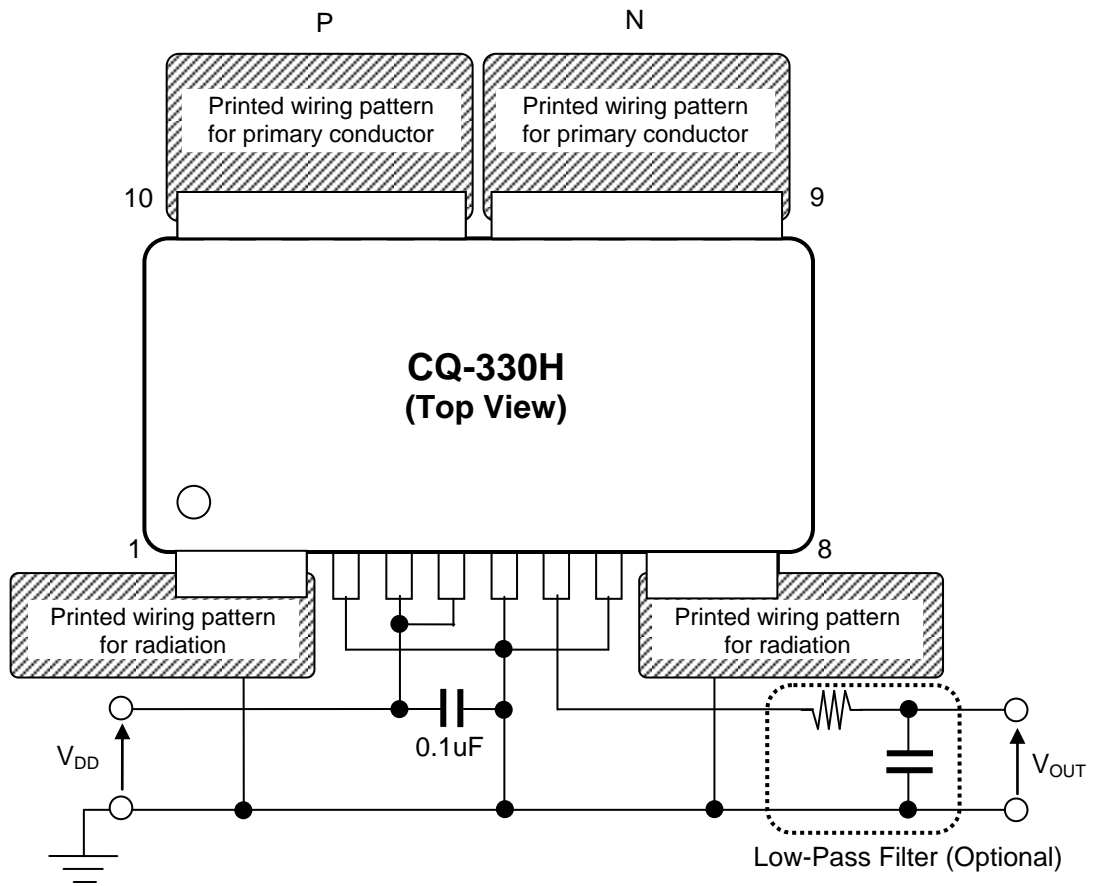 P
N
Printed wiring pattern
for primary conductor
Printed wiring pattern
for primary conductor
10
9
CQ-330H
(Top View)
1
8
Printed wiring pattern
for radiation
Printed wiring pattern
for radiation
0.1uF
VDD
VOUT
Low-Pass Filter (Optional)